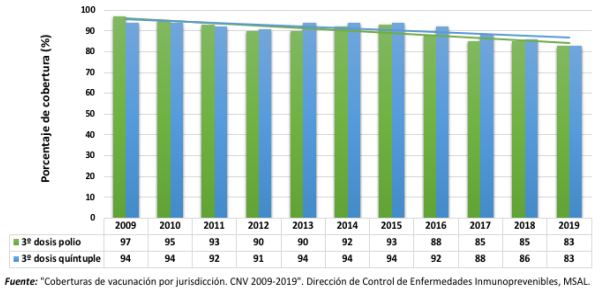 Porcentaje de cobertura (%)
100
90
80
70
60
50
40
30
20
10
0
2009 2010 2011 2012 2013 2014 2015 2016 2017 2018 2019
3º dosis polio 97 95 93 90 90 92 93 88 85 85 83
3º dosis quíntuple 94 94 92 91 94 94 94 92 88 86 83
Fuente: "Coberturas de vacunación por jurisdicción. CNV 2009-2019". Dirección de Control de Enfermedades Inmunoprevenibles, MSAL.